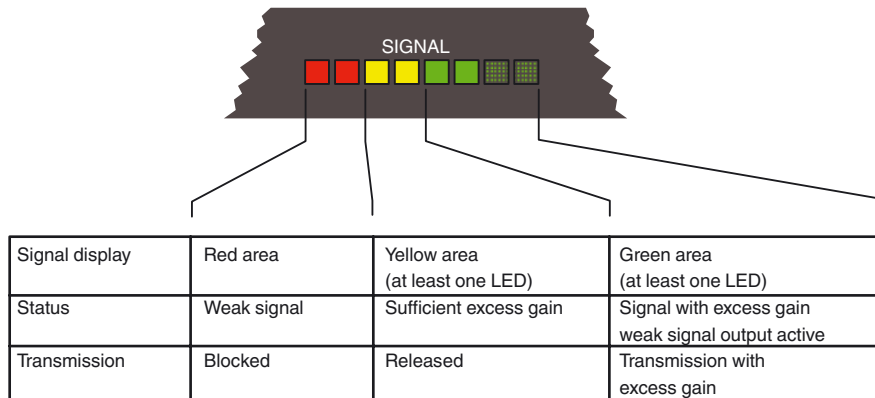 SIGNAL
Signal display
Red area
Yellow area
(at least one LED)
Green area
(at least one LED)
Status
Weak signal
Sufficient excess gain
Signal with excess gain
weak signal output active
Transmission
Blocked
Released
Transmission with
excess gain